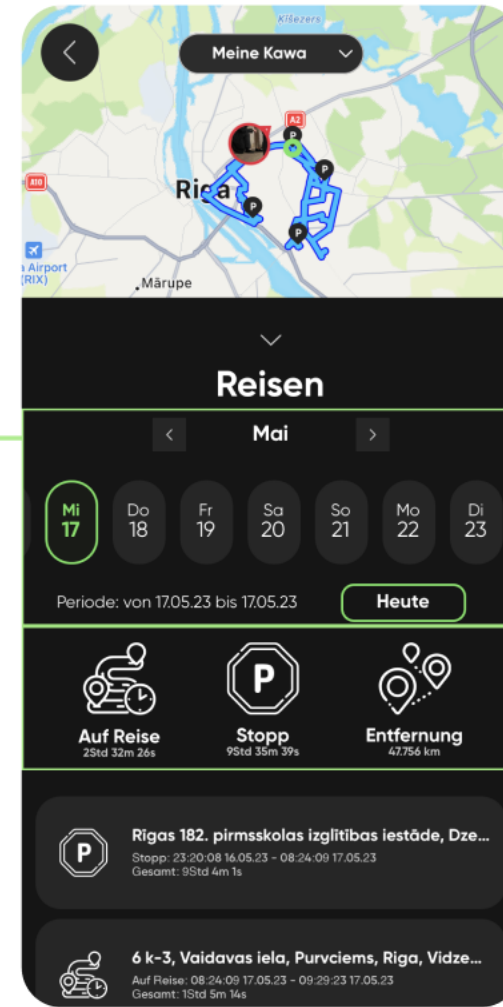 Kišezers
Meine Kawa
A2
P
A10
Riga
P
P
P
Airport
(RIX)
Mārupe
Reisen
Mai
Mi Do Fr Sa So Mo Di
17 18 19 20 21 22 23
Periode: von 17.05.23 bis 17.05.23 Heute
P
Auf Reise Stopp Entfernung
2Std 32m 26s 9Std 35m 39s 47.756 km
P
Rīgas 182. pirmsskolas izglītības iestāde, Dze...
Stopp: 23:20:08 16.05.23 - 08:24:09 17.05.23
Gesamt: 9Std 4m 1s
6 k-3, Vaidavas iela, Purvciems, Riga, Vidze...
Auf Reise: 08:24:09 17.05.23 - 09:29:23 17.05.23
Gesamt: 1Std 5m 14s